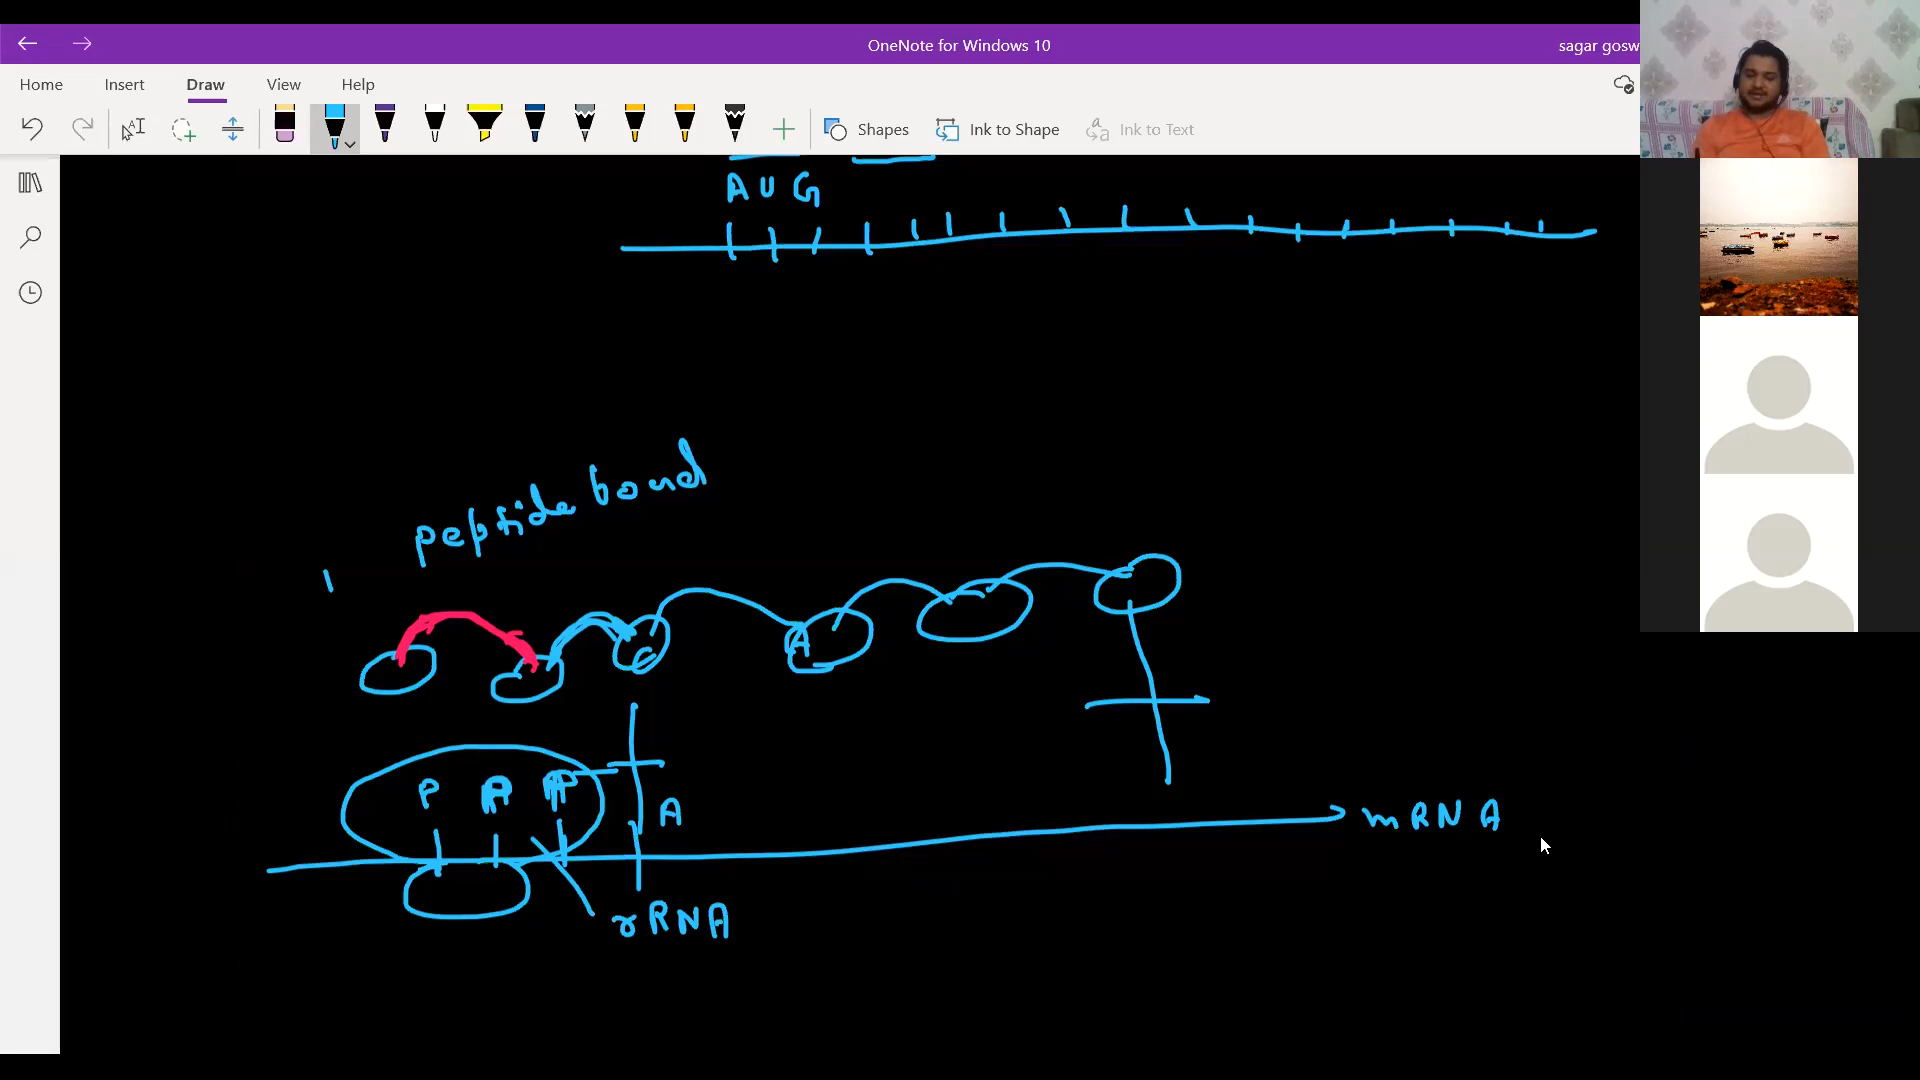 OneNote for Windows 10
sagar gosw
Home Insert Draw View Help
Shapes Ink to Shape Ink to Text
AUG
peptide bond
C A
P A
A
mRNA
rRNA